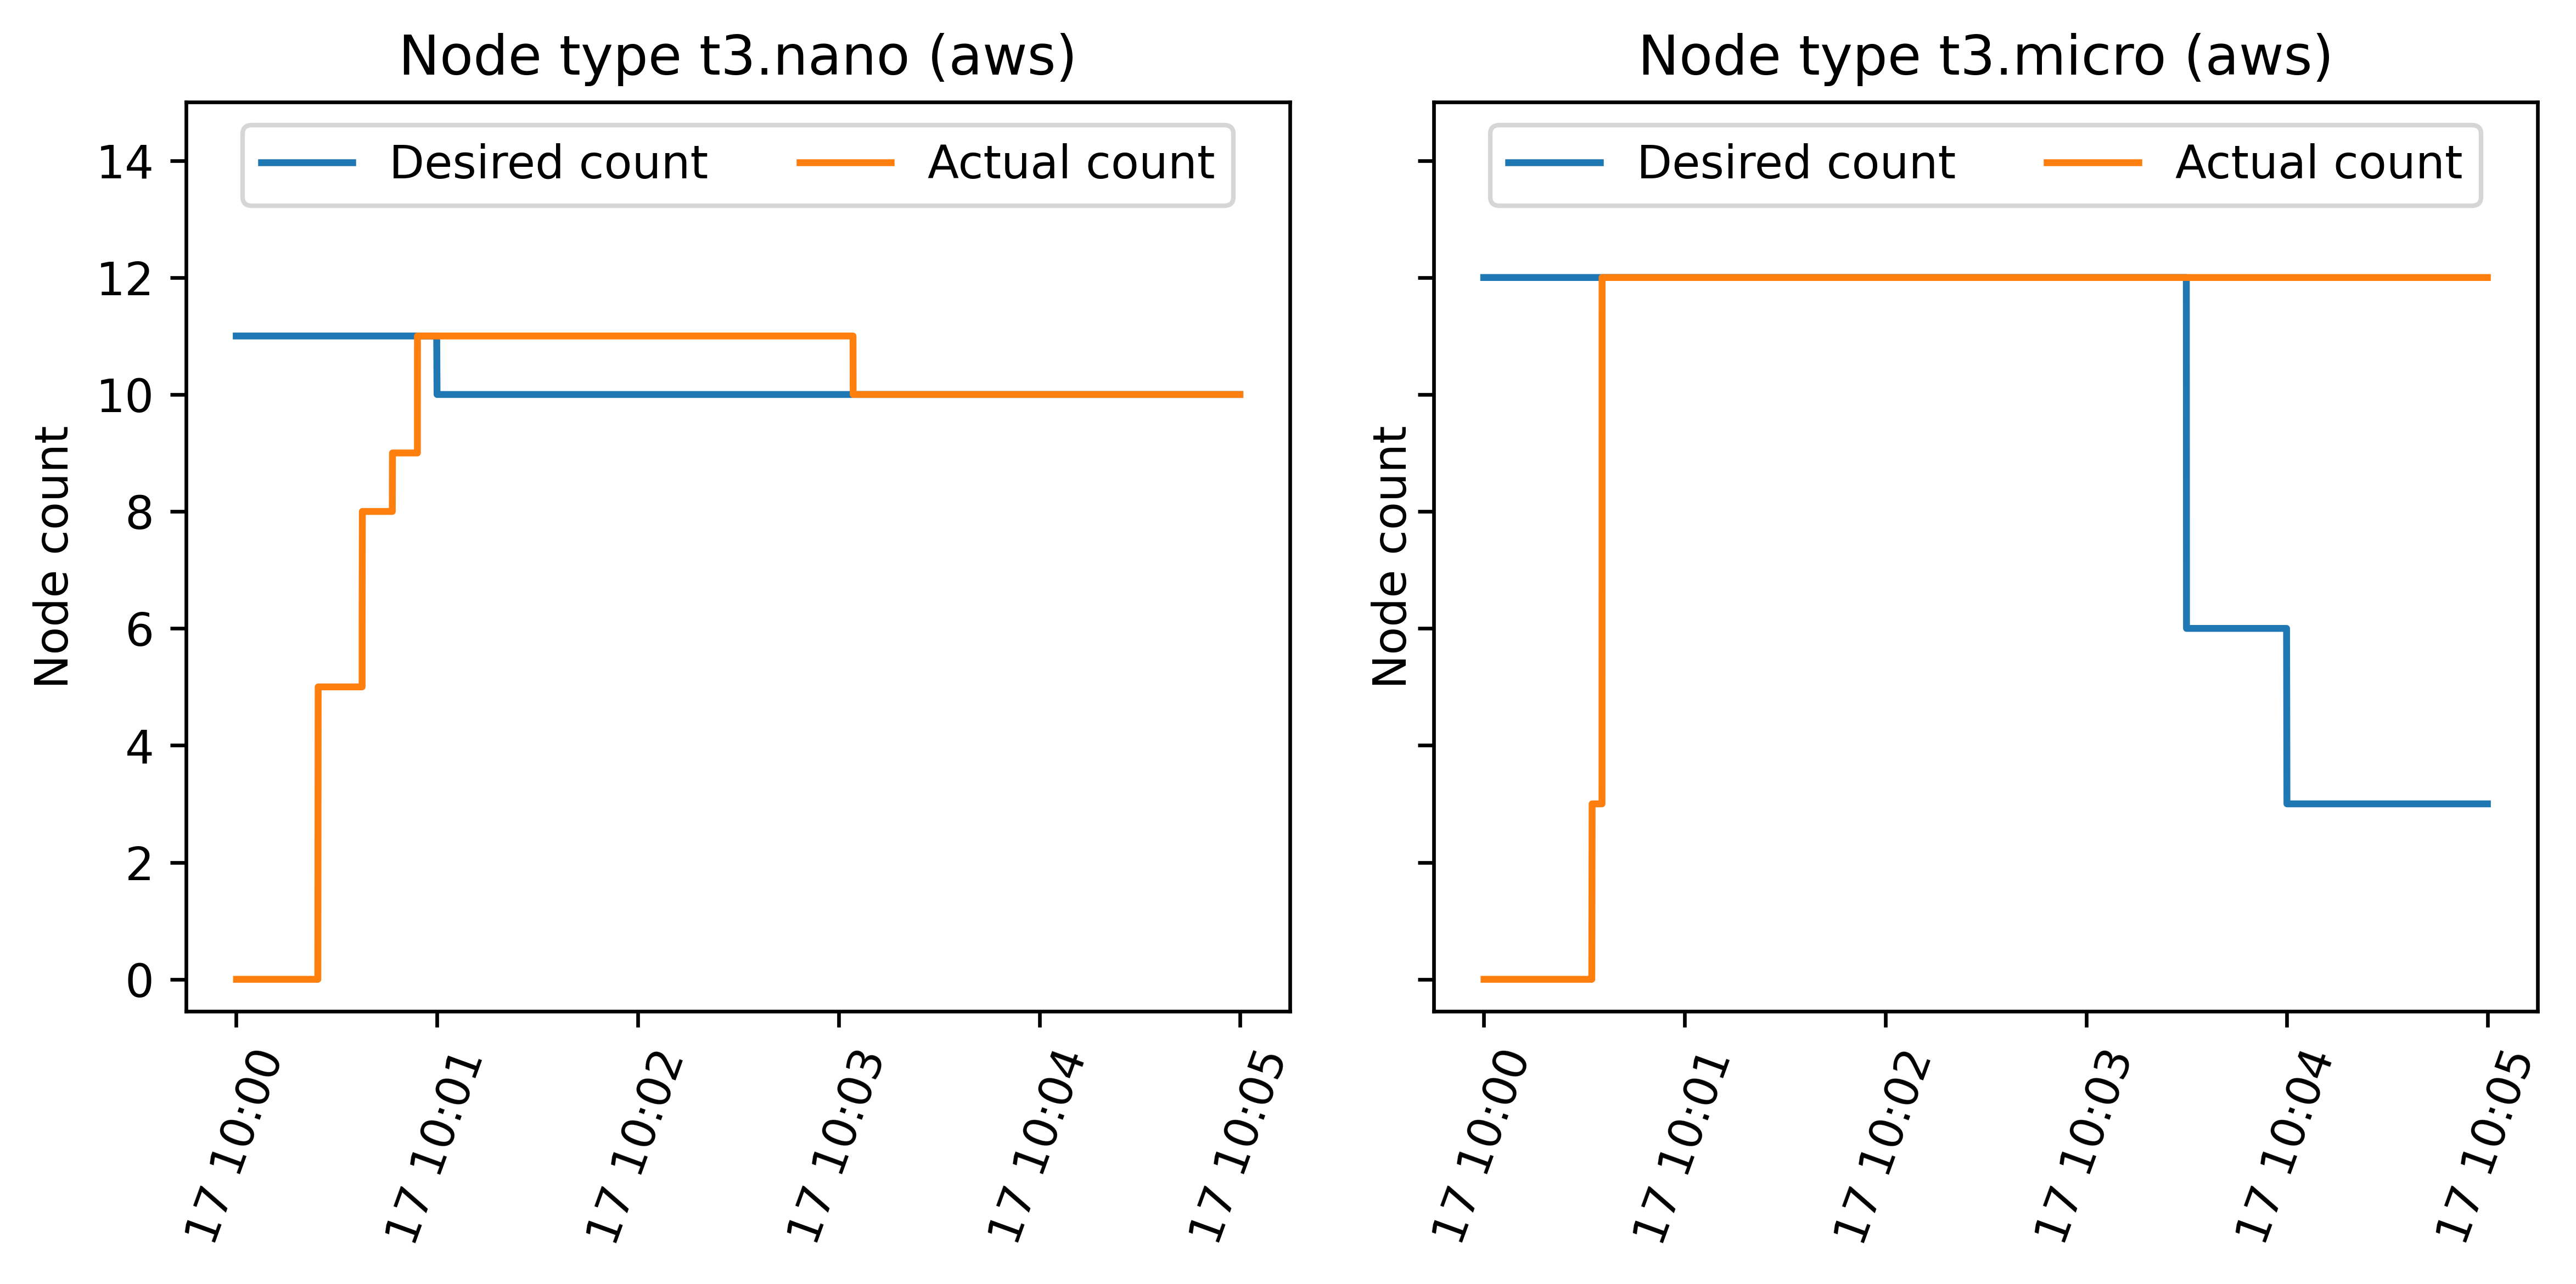 Node type t3.nano (aws)
Desired count
Actual count
14
12
10
8
6
4
2
0
Node count
17 10:00
17 10:01
17 10:02
17 10:03
17 10:04
17 10:05
Node type t3.micro (aws)
Desired count
Actual count
Node count
17 10:00
17 10:01
17 10:02
17 10:03
17 10:04
17 10:05